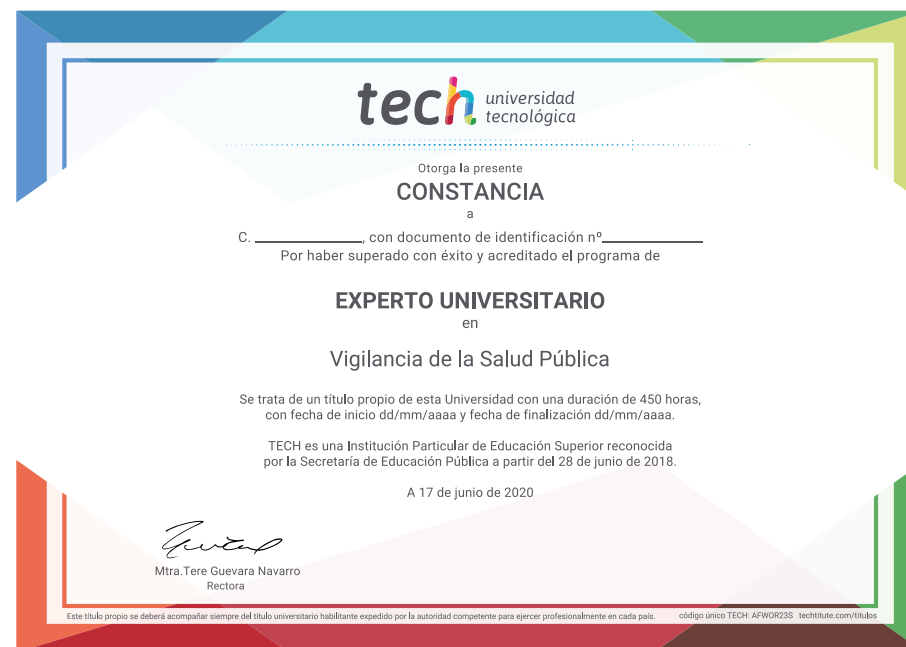 tech universidad
tecnológica
Otorga la presente
CONSTANCIA
a
C. ____________, con documento de identificación nº____________
Por haber superado con éxito y acreditado el programa de
EXPERTO UNIVERSITARIO
en
Vigilancia de la Salud Pública
Se trata de un título propio de esta Universidad con una duración de 450 horas,
con fecha de inicio dd/mm/aaaa y fecha de finalización dd/mm/aaaa.
TECH es una Institución Particular de Educación Superior reconocida
por la Secretaría de Educación Pública a partir del 28 de junio de 2018.
A 17 de junio de 2020
Mtra.Tere Guevara Navarro
Rectora
Este título propio se deberá acompañar siempre del título universitario habilitante expedido por la autoridad competente para ejercer profesionalmente en cada país. código único TECH: AFWOR23S techtitute.com/titulos